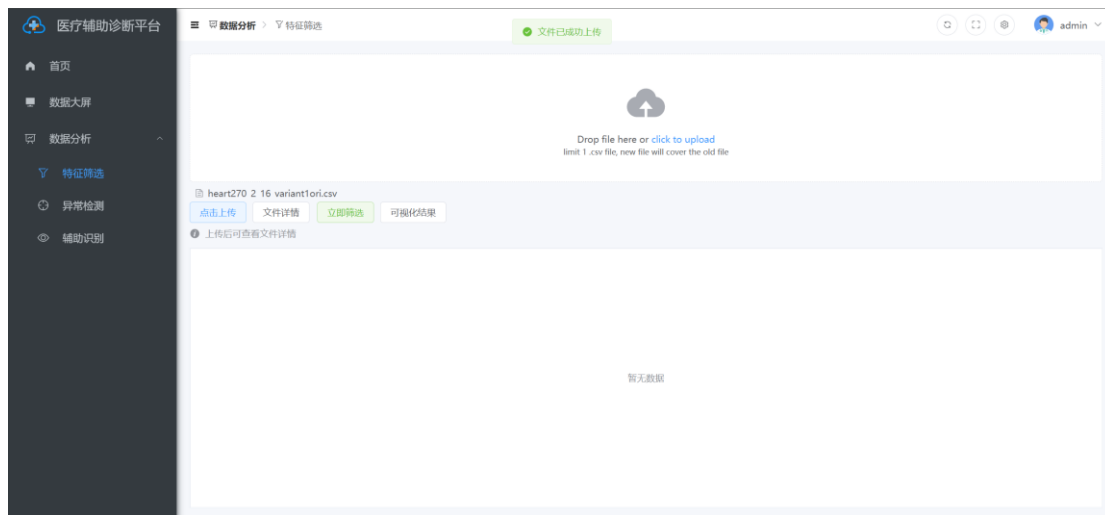 医疗辅助诊断平台
数据分析 > 特征筛选
文件已成功上传
admin
首页
数据大屏
数据分析
特征筛选
异常检测
辅助识别
Drop file here or click to upload
limit 1 .csv file, new file will cover the old file
heart270_2_16_variant1ori.csv
点击上传 文件详情 立即筛选 可视化结果
上传后可查看文件详情
暂无数据